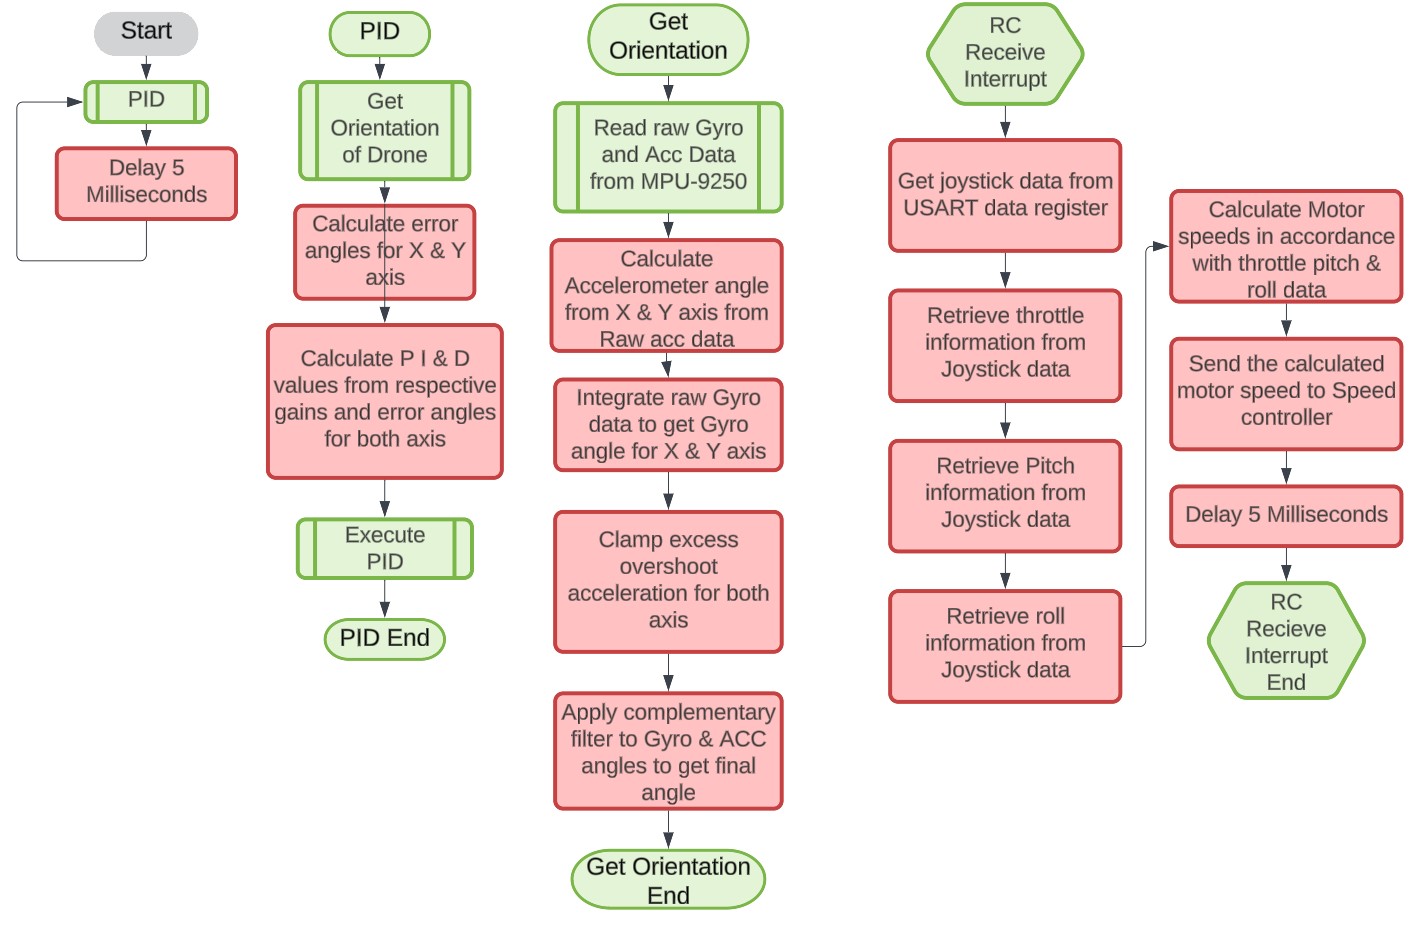 Start
PID
Delay 5
Milliseconds
PID
Get
Orientation
of Drone
Calculate error
angles for X & Y
axis
Calculate P I & D
values from respective
gains and error angles
for both axis
Execute
PID
PID End
Get
Orientation
Read raw Gyro
and Acc Data
from MPU-9250
Calculate
Accelerometer angle
from X & Y axis from
Raw acc data
Integrate raw Gyro
data to get Gyro
angle for X & Y axis
Clamp excess
overshoot
acceleration for both
axis
Apply complementary
filter to Gyro & ACC
angles to get final
angle
Get Orientation
End
RC
Receive
Interrupt
Get joystick data from
USART data register
Retrieve throttle
information from
Joystick data
Retrieve Pitch
information from
Joystick data
Retrieve roll
information from
Joystick data
Calculate Motor
speeds in accordance
with throttle pitch &
roll data
Send the calculated
motor speed to Speed
controller
Delay 5 Milliseconds
RC
Recieve
Interrupt
End